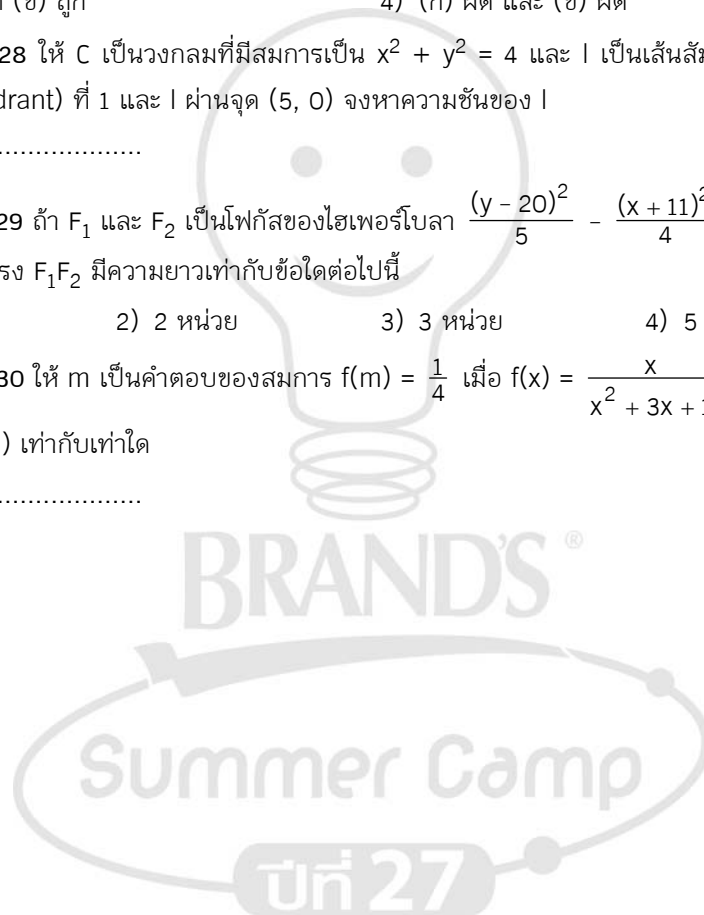 (ข) ถูก 4) (ก) ผิด และ (ข) ผิด
28 ให้ C เป็นวงกลมที่มีสมการเป็น x² + y² = 4 และ l เป็นเส้นสัม
drant) ที่ 1 และ l ผ่านจุด (5, 0) จงหาความชันของ l
....................
29 ถ้า F₁ และ F₂ เป็นโฟกัสของไฮเพอร์โบลา (y – 20)²/5 – (x + 11)²/4
รง F₁F₂ มีความยาวเท่ากับข้อใดต่อไปนี้
2) 2 หน่วย 3) 3 หน่วย 4) 5
30 ให้ m เป็นคำตอบของสมการ f(m) = 1/4 เมื่อ f(x) = x/(x² + 3x + 1
) เท่ากับเท่าใด
....................
BRAND'S ®
Summer Camp
ปีที่ 27